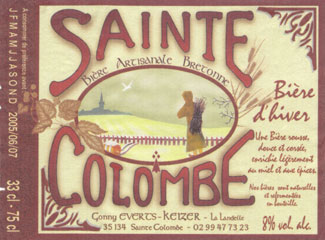 SAINTE
Bière Artisanale Bretonne
COLOMBE
Gonny EVERTS-KETZER - La Landelle
35 134 Sainte Colombe - 02 99 47 73 23
Bière
d'hiver
Une Bière rousse,
douce et corsée,
enrichie légèrement
au miel et aux épices.
Nos bières sont naturelles
et refermentées
en bouteille.
8% vol. alc.
J F M A M J J A S O N D 2005/06/07
33 cl - 75 cl